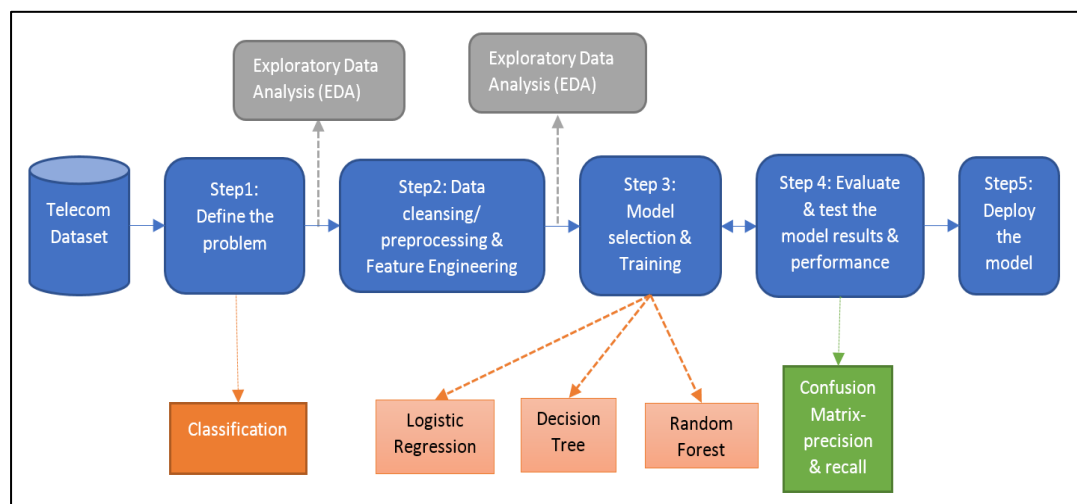 Exploratory Data
Analysis (EDA)
Exploratory Data
Analysis (EDA)
Telecom
Dataset
Step1:
Define the
problem
Step2: Data
cleansing/
preprocessing &
Feature Engineering
Step 3:
Model
selection &
Training
Step 4: Evaluate
& test the
model results &
performance
Step5:
Deploy
the
model
Classification
Logistic
Regression
Decision
Tree
Random
Forest
Confusion
Matrix-
precision
& recall